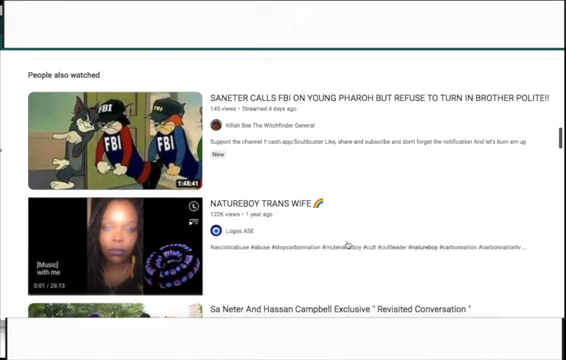 People also watched
FBI
FBI
FBI
FBI
1:45:41
SANETER CALLS FBI ON YOUNG PHAROH BUT REFUSE TO TURN IN BROTHER POLITE!!
145 views • Streamed 4 days ago
Killah Bee The Witchfinder General
Support the channel !! cash.app/$cultbuster Like, share and subscribe and don't forget the notification And let's burn em up
New
[Music]
with me
0:01 / 28:13
LOGOS
NATUREBOY TRANS WIFE 🌈
122K views • 1 year ago
Logos ASE
Narcisticabuse #abuse #stopcarbonnation #cult #cultleader #natureboy #carbonnation #carbonnationtv ...
Sa Neter And Hassan Campbell Exclusive " Revisited Conversation "